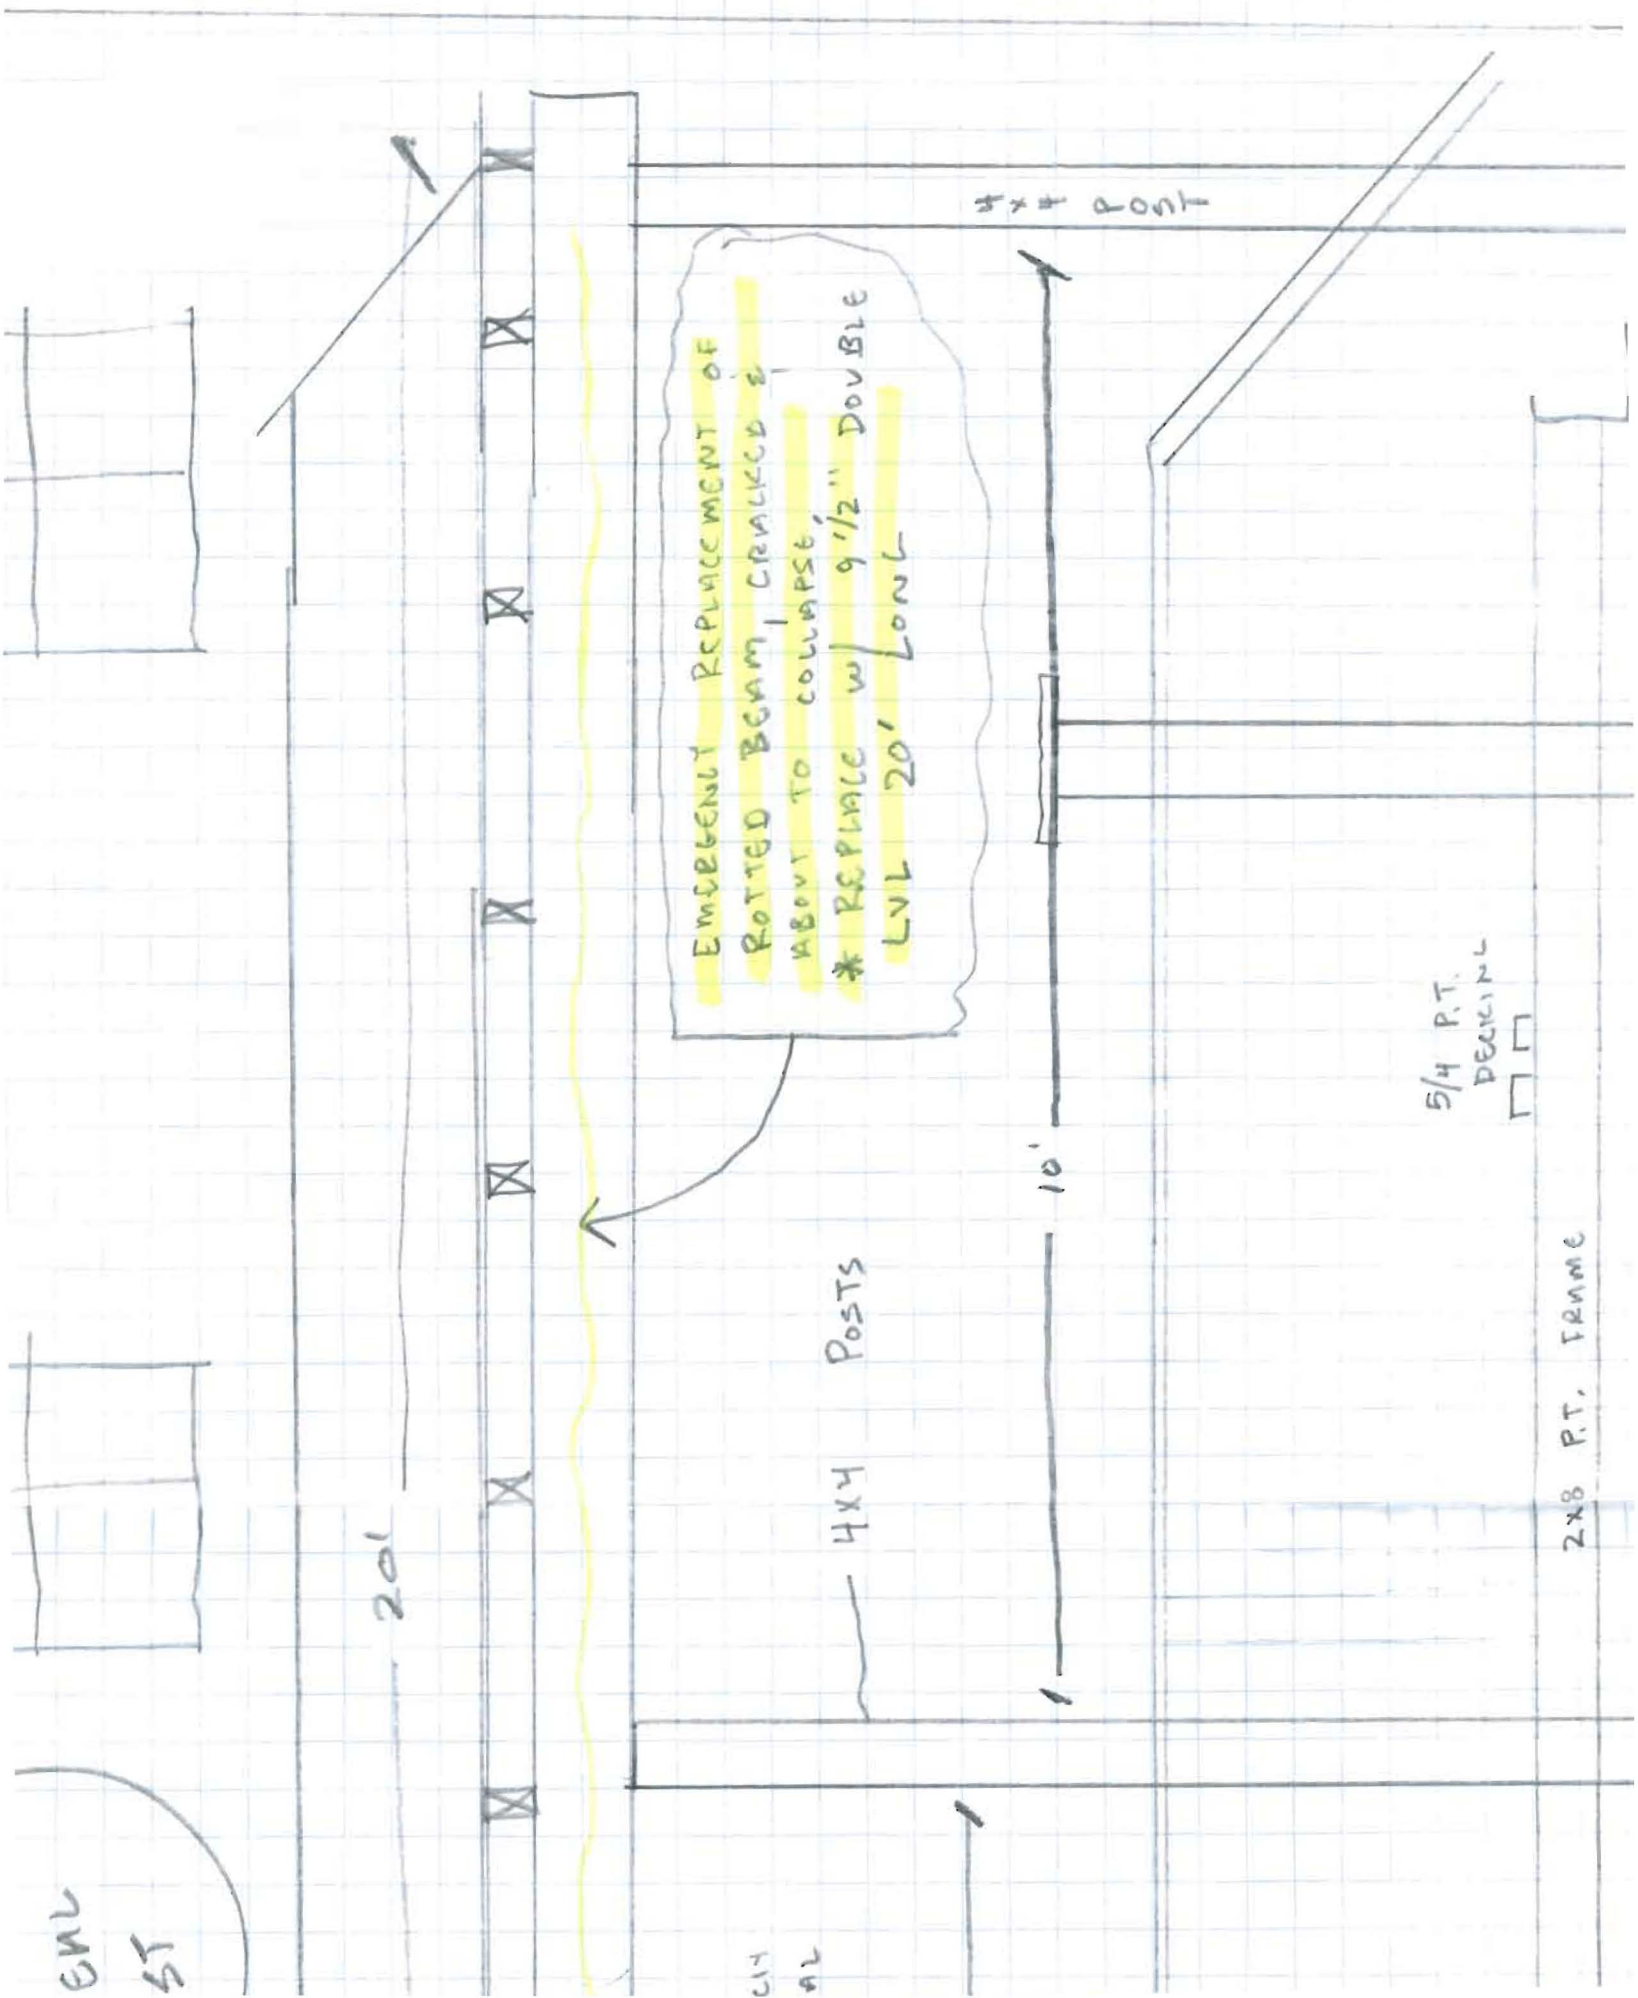 20'
EMERGENCY REPLACEMENT OF
ROTTED BEAM, CRACKED &
ABOUT TO COLLAPSE,
* REPLACE W/ 9 1/2" DOUBLE
LVL 20' LONG
4x4 POST
4x4 POSTS
10'
5/4 P.T.
DECKING
2x8 P.T. FRAME
ST